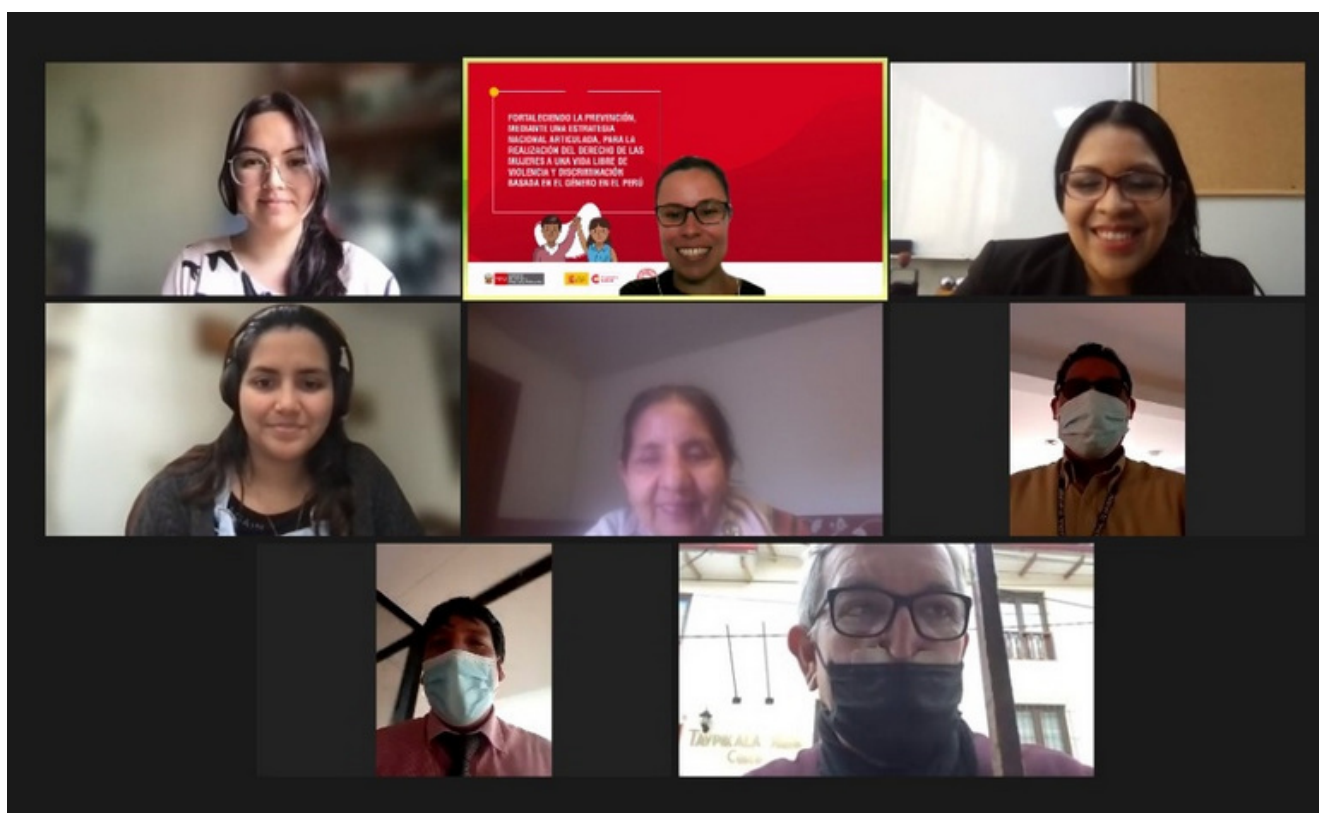 FORTALECIENDO LA PREVENCIÓN,
MEDIANTE UNA ESTRATEGIA
NACIONAL ARTICULADA, PARA LA
REALIZACIÓN DEL DERECHO DE LAS
MUJERES A UNA VIDA LIBRE DE
VIOLENCIA Y DISCRIMINACIÓN
BASADA EN EL GÉNERO EN EL PERÚ
TAYPIKALA